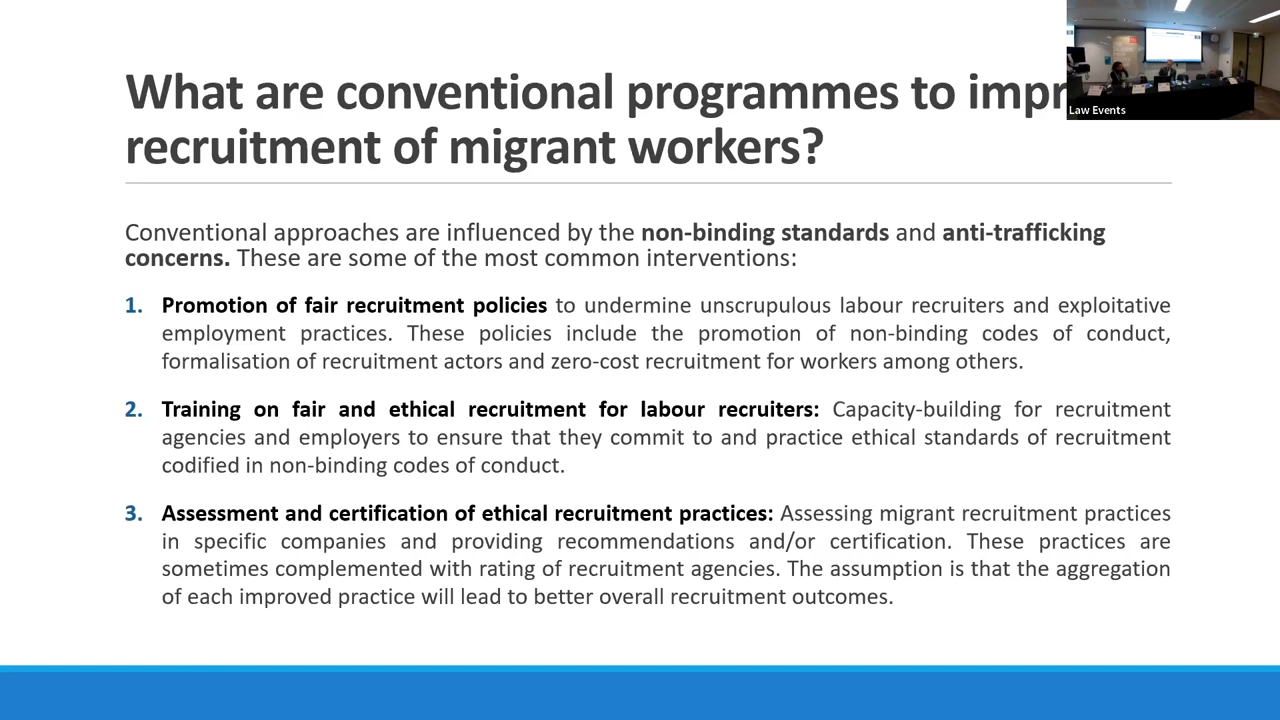 What are conventional programmes to impr
recruitment of migrant workers?
Law Events
Conventional approaches are influenced by the non-binding standards and anti-trafficking
concerns. These are some of the most common interventions:
1. Promotion of fair recruitment policies to undermine unscrupulous labour recruiters and exploitative
employment practices. These policies include the promotion of non-binding codes of conduct,
formalisation of recruitment actors and zero-cost recruitment for workers among others.
2. Training on fair and ethical recruitment for labour recruiters: Capacity-building for recruitment
agencies and employers to ensure that they commit to and practice ethical standards of recruitment
codified in non-binding codes of conduct.
3. Assessment and certification of ethical recruitment practices: Assessing migrant recruitment practices
in specific companies and providing recommendations and/or certification. These practices are
sometimes complemented with rating of recruitment agencies. The assumption is that the aggregation
of each improved practice will lead to better overall recruitment outcomes.